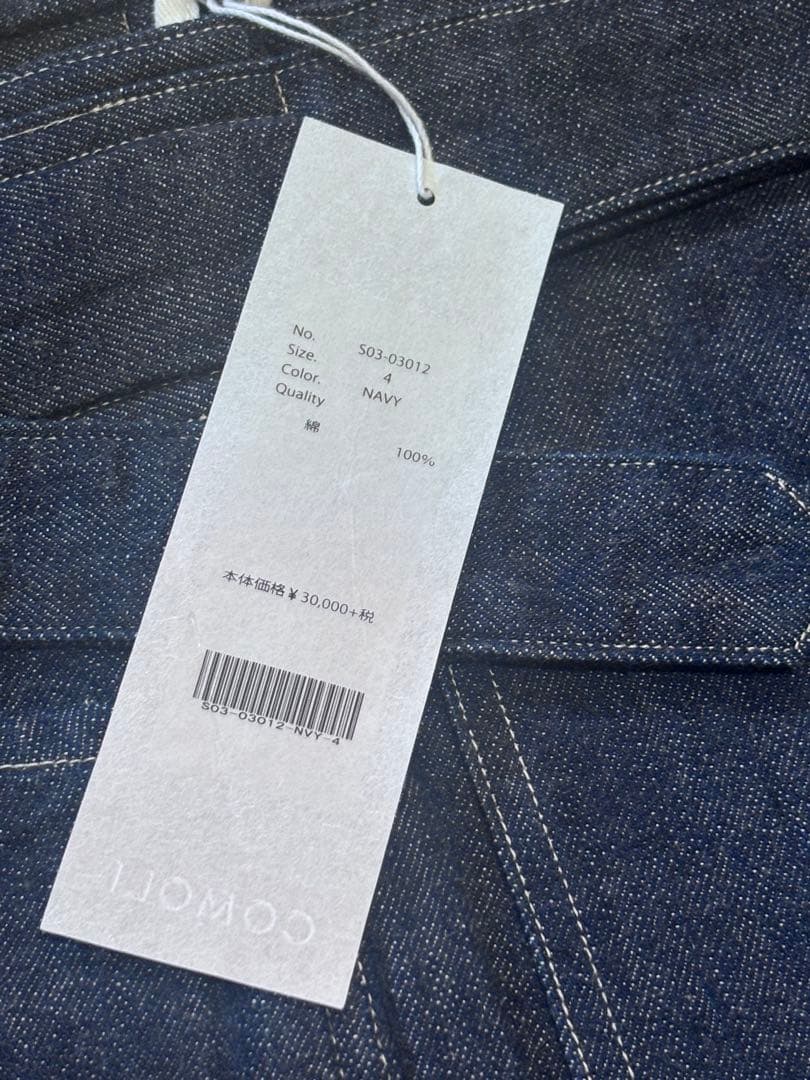 No. S03-03012
Size. 4
Color. NAVY
Quality
綿 100%
本体価格¥30,000+税
S03-03012-NVY-4
COMOLI